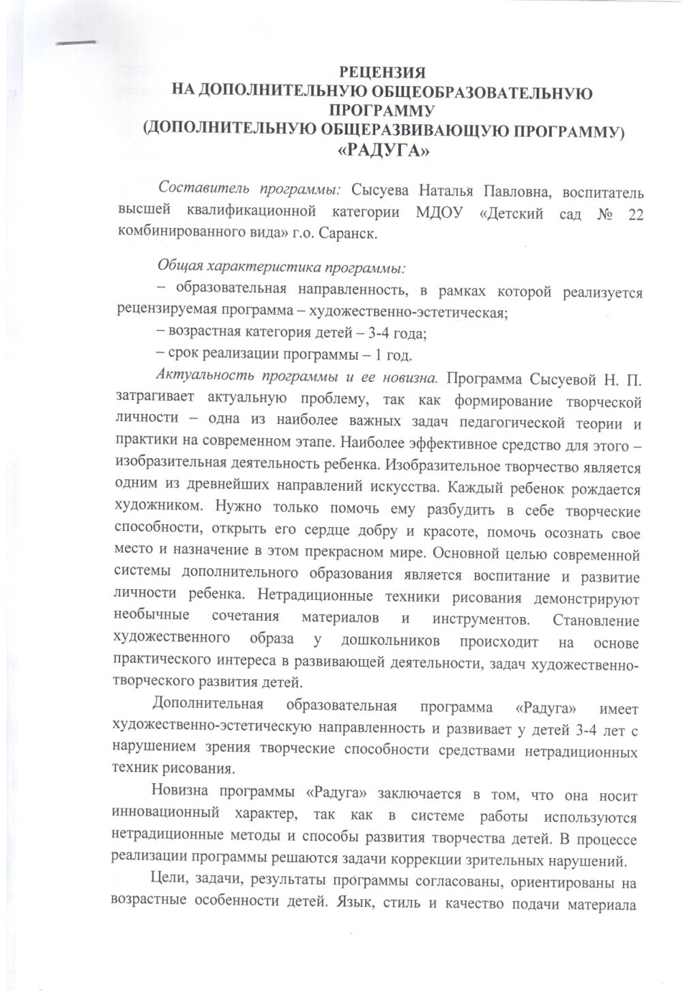 РЕЦЕНЗИЯ
НА ДОПОЛНИТЕЛЬНУЮ ОБЩЕОБРАЗОВАТЕЛЬНУЮ
ПРОГРАММУ
(ДОПОЛНИТЕЛЬНУЮ ОБЩЕРАЗВИВАЮЩУЮ ПРОГРАММУ)
«РАДУГА»
Составитель программы: Сысуева Наталья Павловна, воспитатель
высшей квалификационной категории МДОУ «Детский сад № 22
комбинированного вида» г.о. Саранск.
Общая характеристика программы:
– образовательная направленность, в рамках которой реализуется
рецензируемая программа – художественно-эстетическая;
– возрастная категория детей – 3-4 года;
– срок реализации программы – 1 год.
Актуальность программы и ее новизна. Программа Сысуевой Н. П.
затрагивает актуальную проблему, так как формирование творческой
личности – одна из наиболее важных задач педагогической теории и
практики на современном этапе. Наиболее эффективное средство для этого –
изобразительная деятельность ребенка. Изобразительное творчество является
одним из древнейших направлений искусства. Каждый ребенок рождается
художником. Нужно только помочь ему разбудить в себе творческие
способности, открыть его сердце добру и красоте, помочь осознать свое
место и назначение в этом прекрасном мире. Основной целью современной
системы дополнительного образования является воспитание и развитие
личности ребенка. Нетрадиционные техники рисования демонстрируют
необычные сочетания материалов и инструментов. Становление
художественного образа у дошкольников происходит на основе
практического интереса в развивающей деятельности, задач художественно-
творческого развития детей.
Дополнительная образовательная программа «Радуга» имеет
художественно-эстетическую направленность и развивает у детей 3-4 лет с
нарушением зрения творческие способности средствами нетрадиционных
техник рисования.
Новизна программы «Радуга» заключается в том, что она носит
инновационный характер, так как в системе работы используются
нетрадиционные методы и способы развития творчества детей. В процессе
реализации программы решаются задачи коррекции зрительных нарушений.
Цели, задачи, результаты программы согласованы, ориентированы на
возрастные особенности детей. Язык, стиль и качество подачи материала